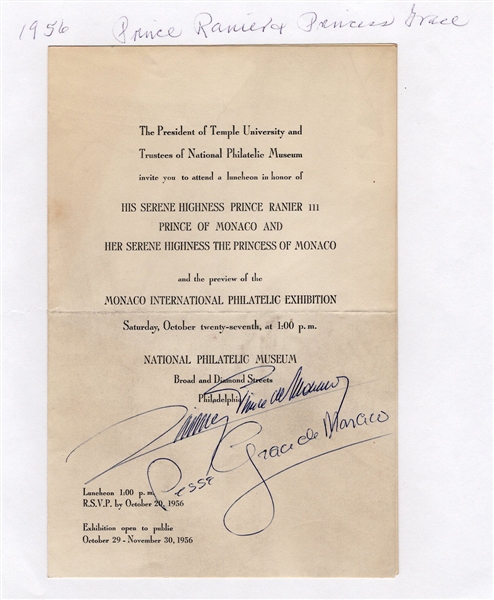 1956 Prince Ranier & Princess Grace
The President of Temple University and
Trustees of National Philatelic Museum
invite you to attend a luncheon in honor of
HIS SERENE HIGHNESS PRINCE RANIER III
PRINCE OF MONACO AND
HER SERENE HIGHNESS THE PRINCESS OF MONACO
and the preview of the
MONACO INTERNATIONAL PHILATELIC EXHIBITION
Saturday, October twenty-seventh, at 1:00 p.m.
NATIONAL PHILATELIC MUSEUM
Broad and Diamond Streets
Philadelphia
Prince de Monaco
Grace de Monaco
Luncheon 1:00 p.m.
R.S.V.P. by October 20, 1956
Exhibition open to public
October 29 - November 30, 1956